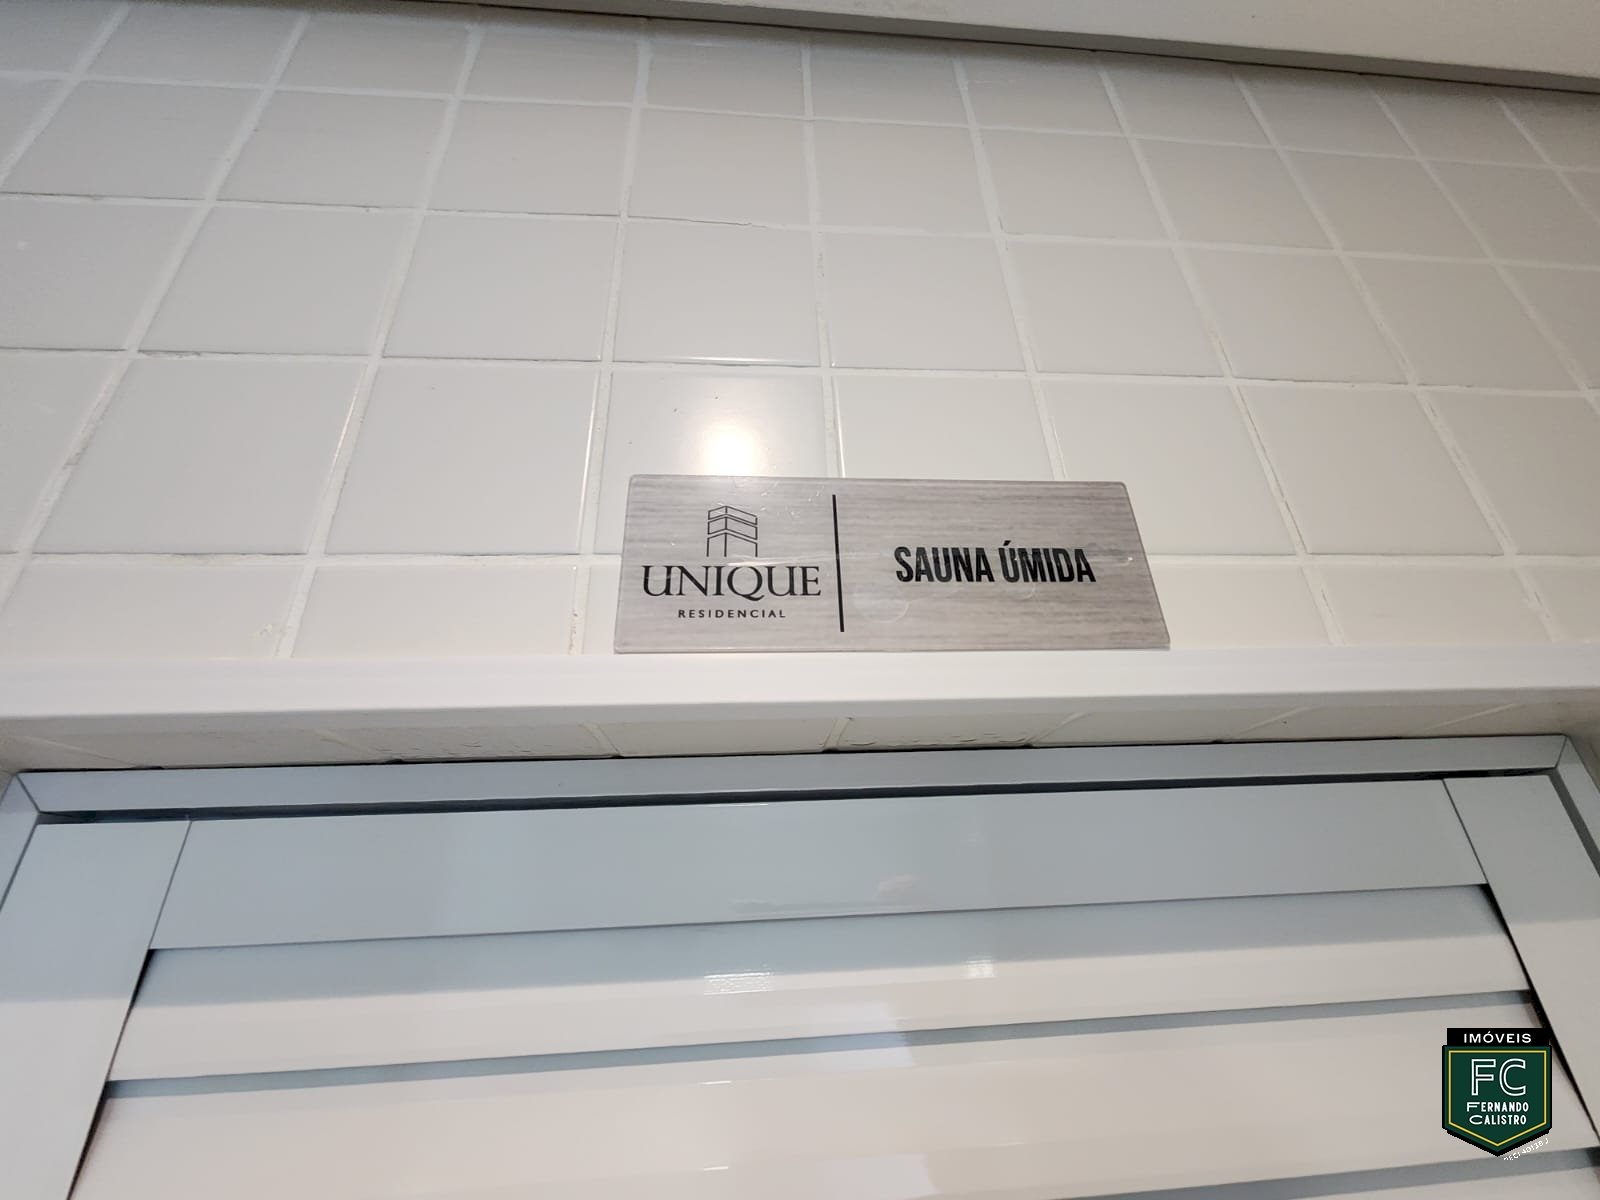 UNIQUE
RESIDENCIAL
SAUNA ÚMIDA
IMÓVEIS
FC
FERNANDO
CALISTRO